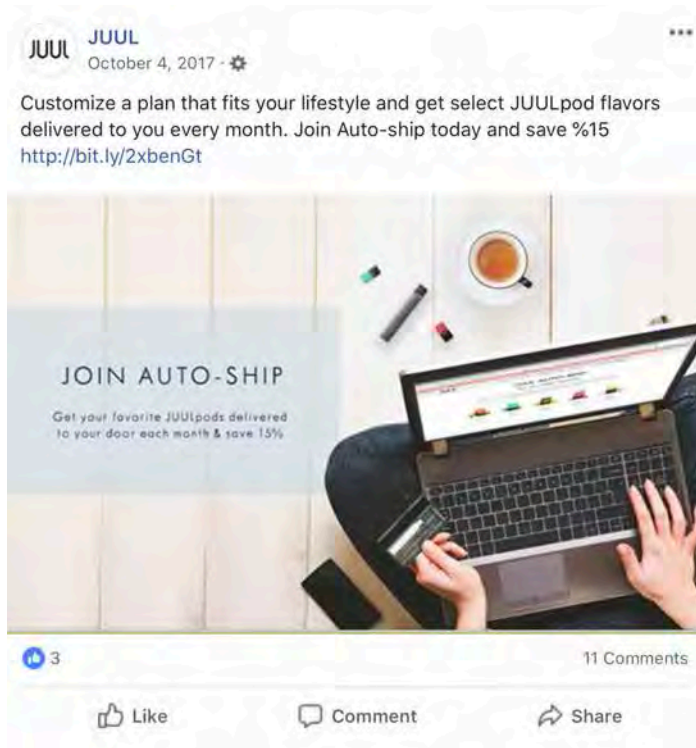 JUUL
JUUL
October 4, 2017 ·
Customize a plan that fits your lifestyle and get select JUULpod flavors
delivered to you every month. Join Auto-ship today and save %15
http://bit.ly/2xbenGt
JOIN AUTO-SHIP
Get your favorite JUULpods delivered
to your door each month & save 15%
3
11 Comments
Like
Comment
Share